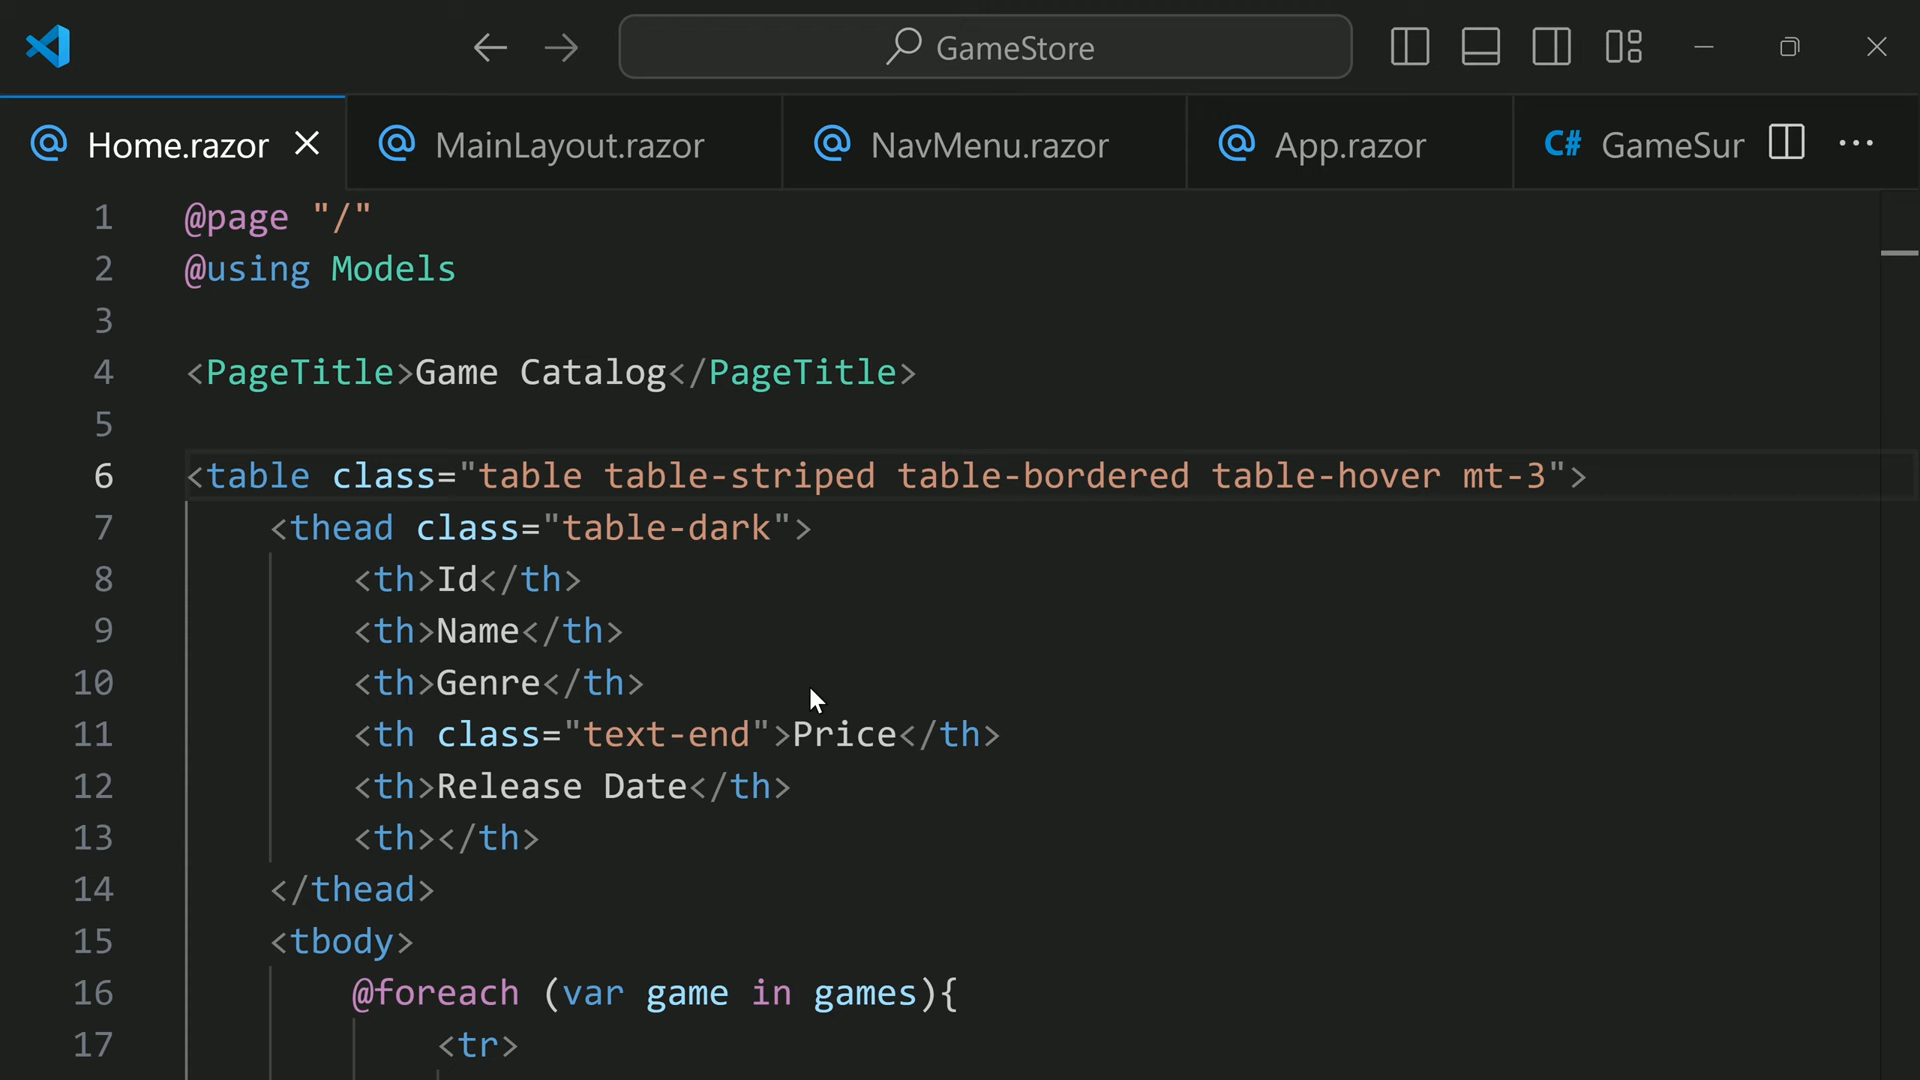 GameStore
@ Home.razor
@ MainLayout.razor
@ NavMenu.razor
@ App.razor
C# GameSur
1 @page "/"
2 @using Models
3
4 <PageTitle>Game Catalog</PageTitle>
5
6 <table class="table table-striped table-bordered table-hover mt-3">
7 <thead class="table-dark">
8 <th>Id</th>
9 <th>Name</th>
10 <th>Genre</th>
11 <th class="text-end">Price</th>
12 <th>Release Date</th>
13 <th></th>
14 </thead>
15 <tbody>
16 @foreach (var game in games){
17 <tr>